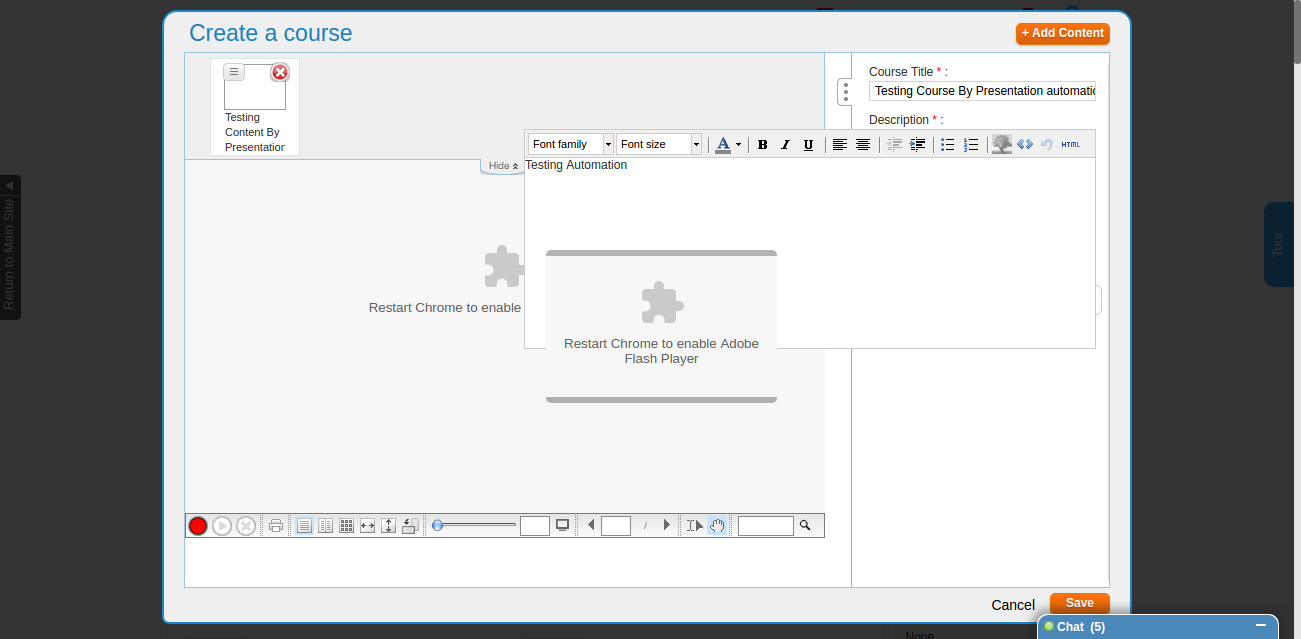 Create a course
+ Add Content
Testing
Content By
Presentation
Course Title * :
Testing Course By Presentation automatic
Description * :
Font family
Font size
A
B I U
HTML
Hide
Testing Automation
Return to Main Site
Tour
Restart Chrome to enable
Restart Chrome to enable Adobe
Flash Player
/
Cancel
Save
Chat (5)
None